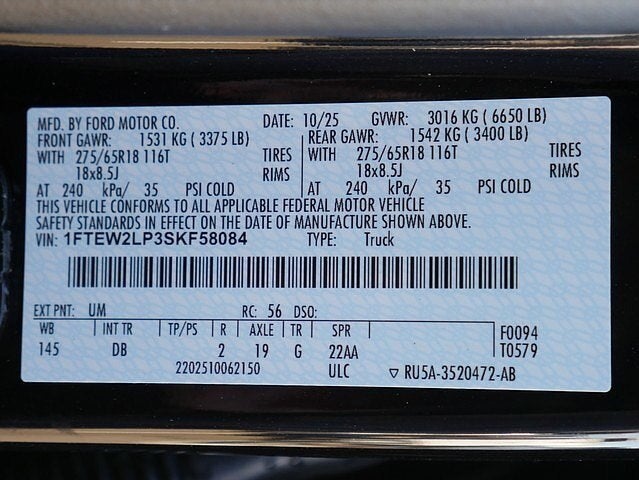 MFD. BY FORD MOTOR CO. DATE: 10/25 GVWR: 3016 KG ( 6650 LB)
FRONT GAWR: 1531 KG ( 3375 LB) REAR GAWR: 1542 KG ( 3400 LB)
WITH 275/65R18 116T TIRES WITH 275/65R18 116T TIRES
18x8.5J RIMS 18x8.5J RIMS
AT 240 kPa/ 35 PSI COLD AT 240 kPa/ 35 PSI COLD
THIS VEHICLE CONFORMS TO ALL APPLICABLE FEDERAL MOTOR VEHICLE
SAFETY STANDARDS IN EFFECT ON THE DATE OF MANUFACTURE SHOWN ABOVE.
VIN: 1FTEW2LP3SKF58084 TYPE: Truck
EXT PNT: UM RC: 56 DSO:
WB INT TR TP/PS R AXLE TR SPR F0094
145 DB 2 19 G 22AA T0579
2202510062150 ULC ▽ RU5A-3520472-AB